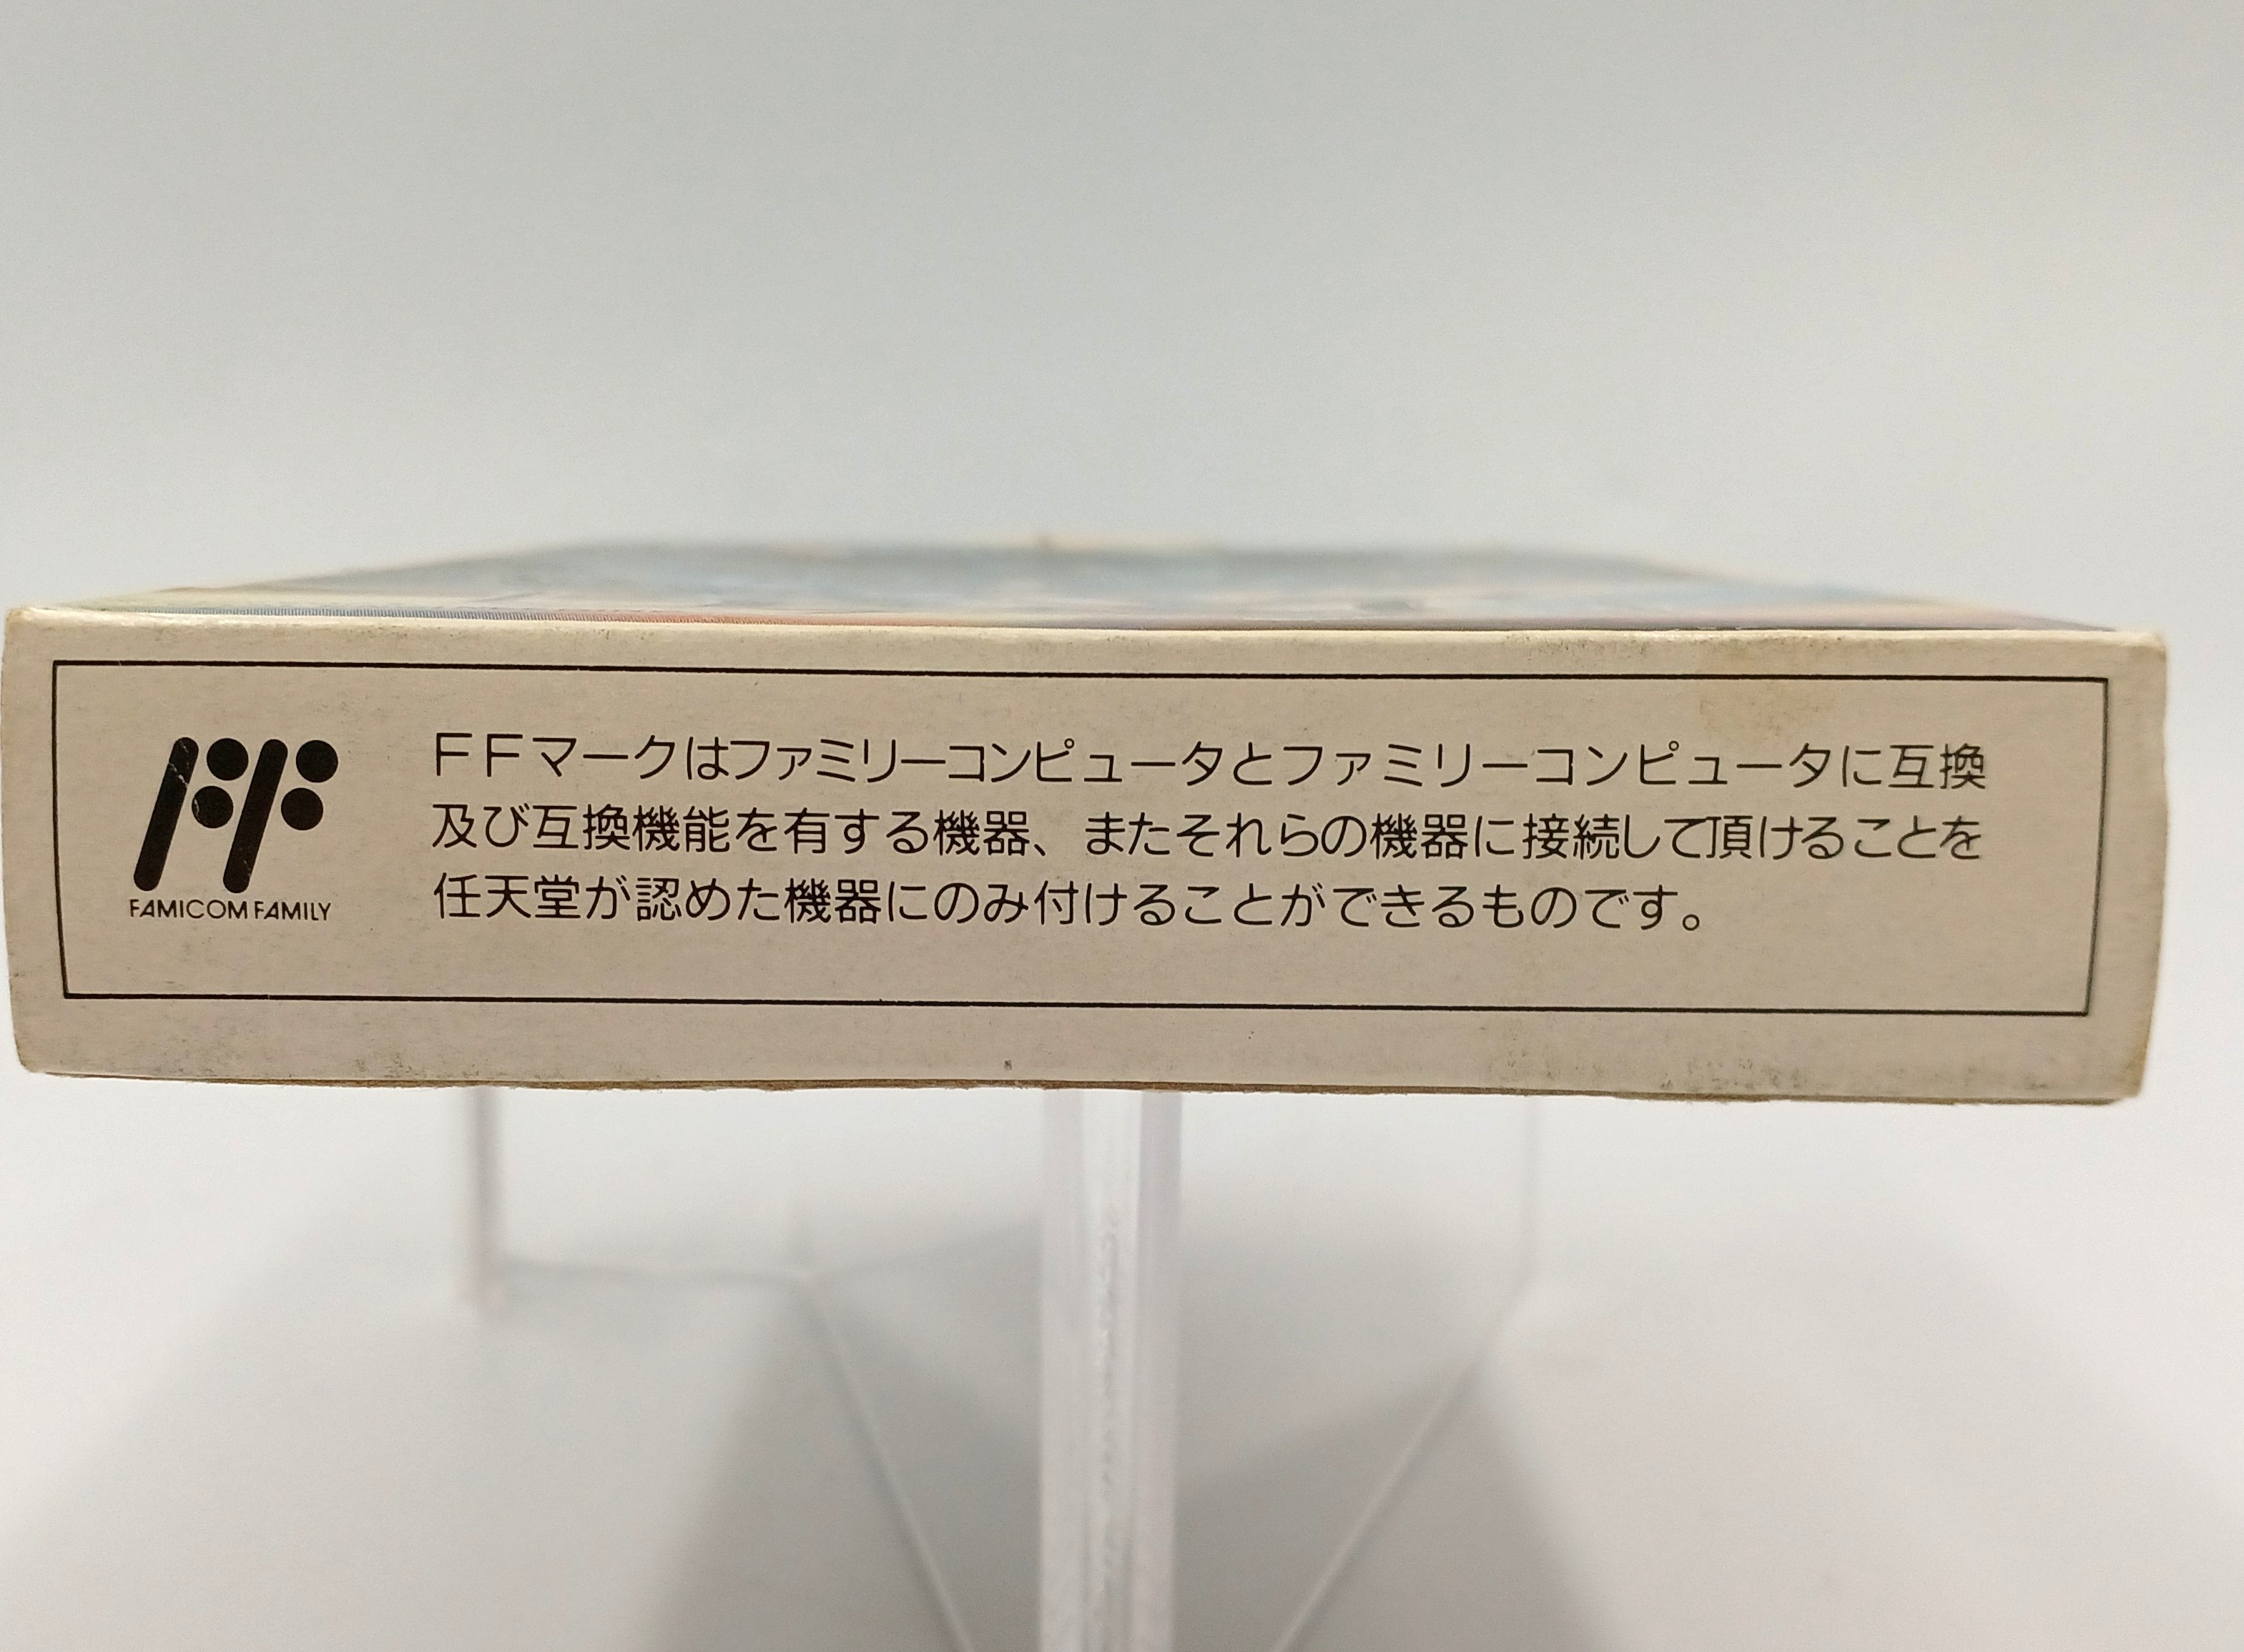 FAMICOM FAMILY
FFマークはファミリーコンピュータとファミリーコンピュータに互換
及び互換機能を有する機器、またそれらの機器に接続して頂けることを
任天堂が認めた機器にのみ付けることができるものです。